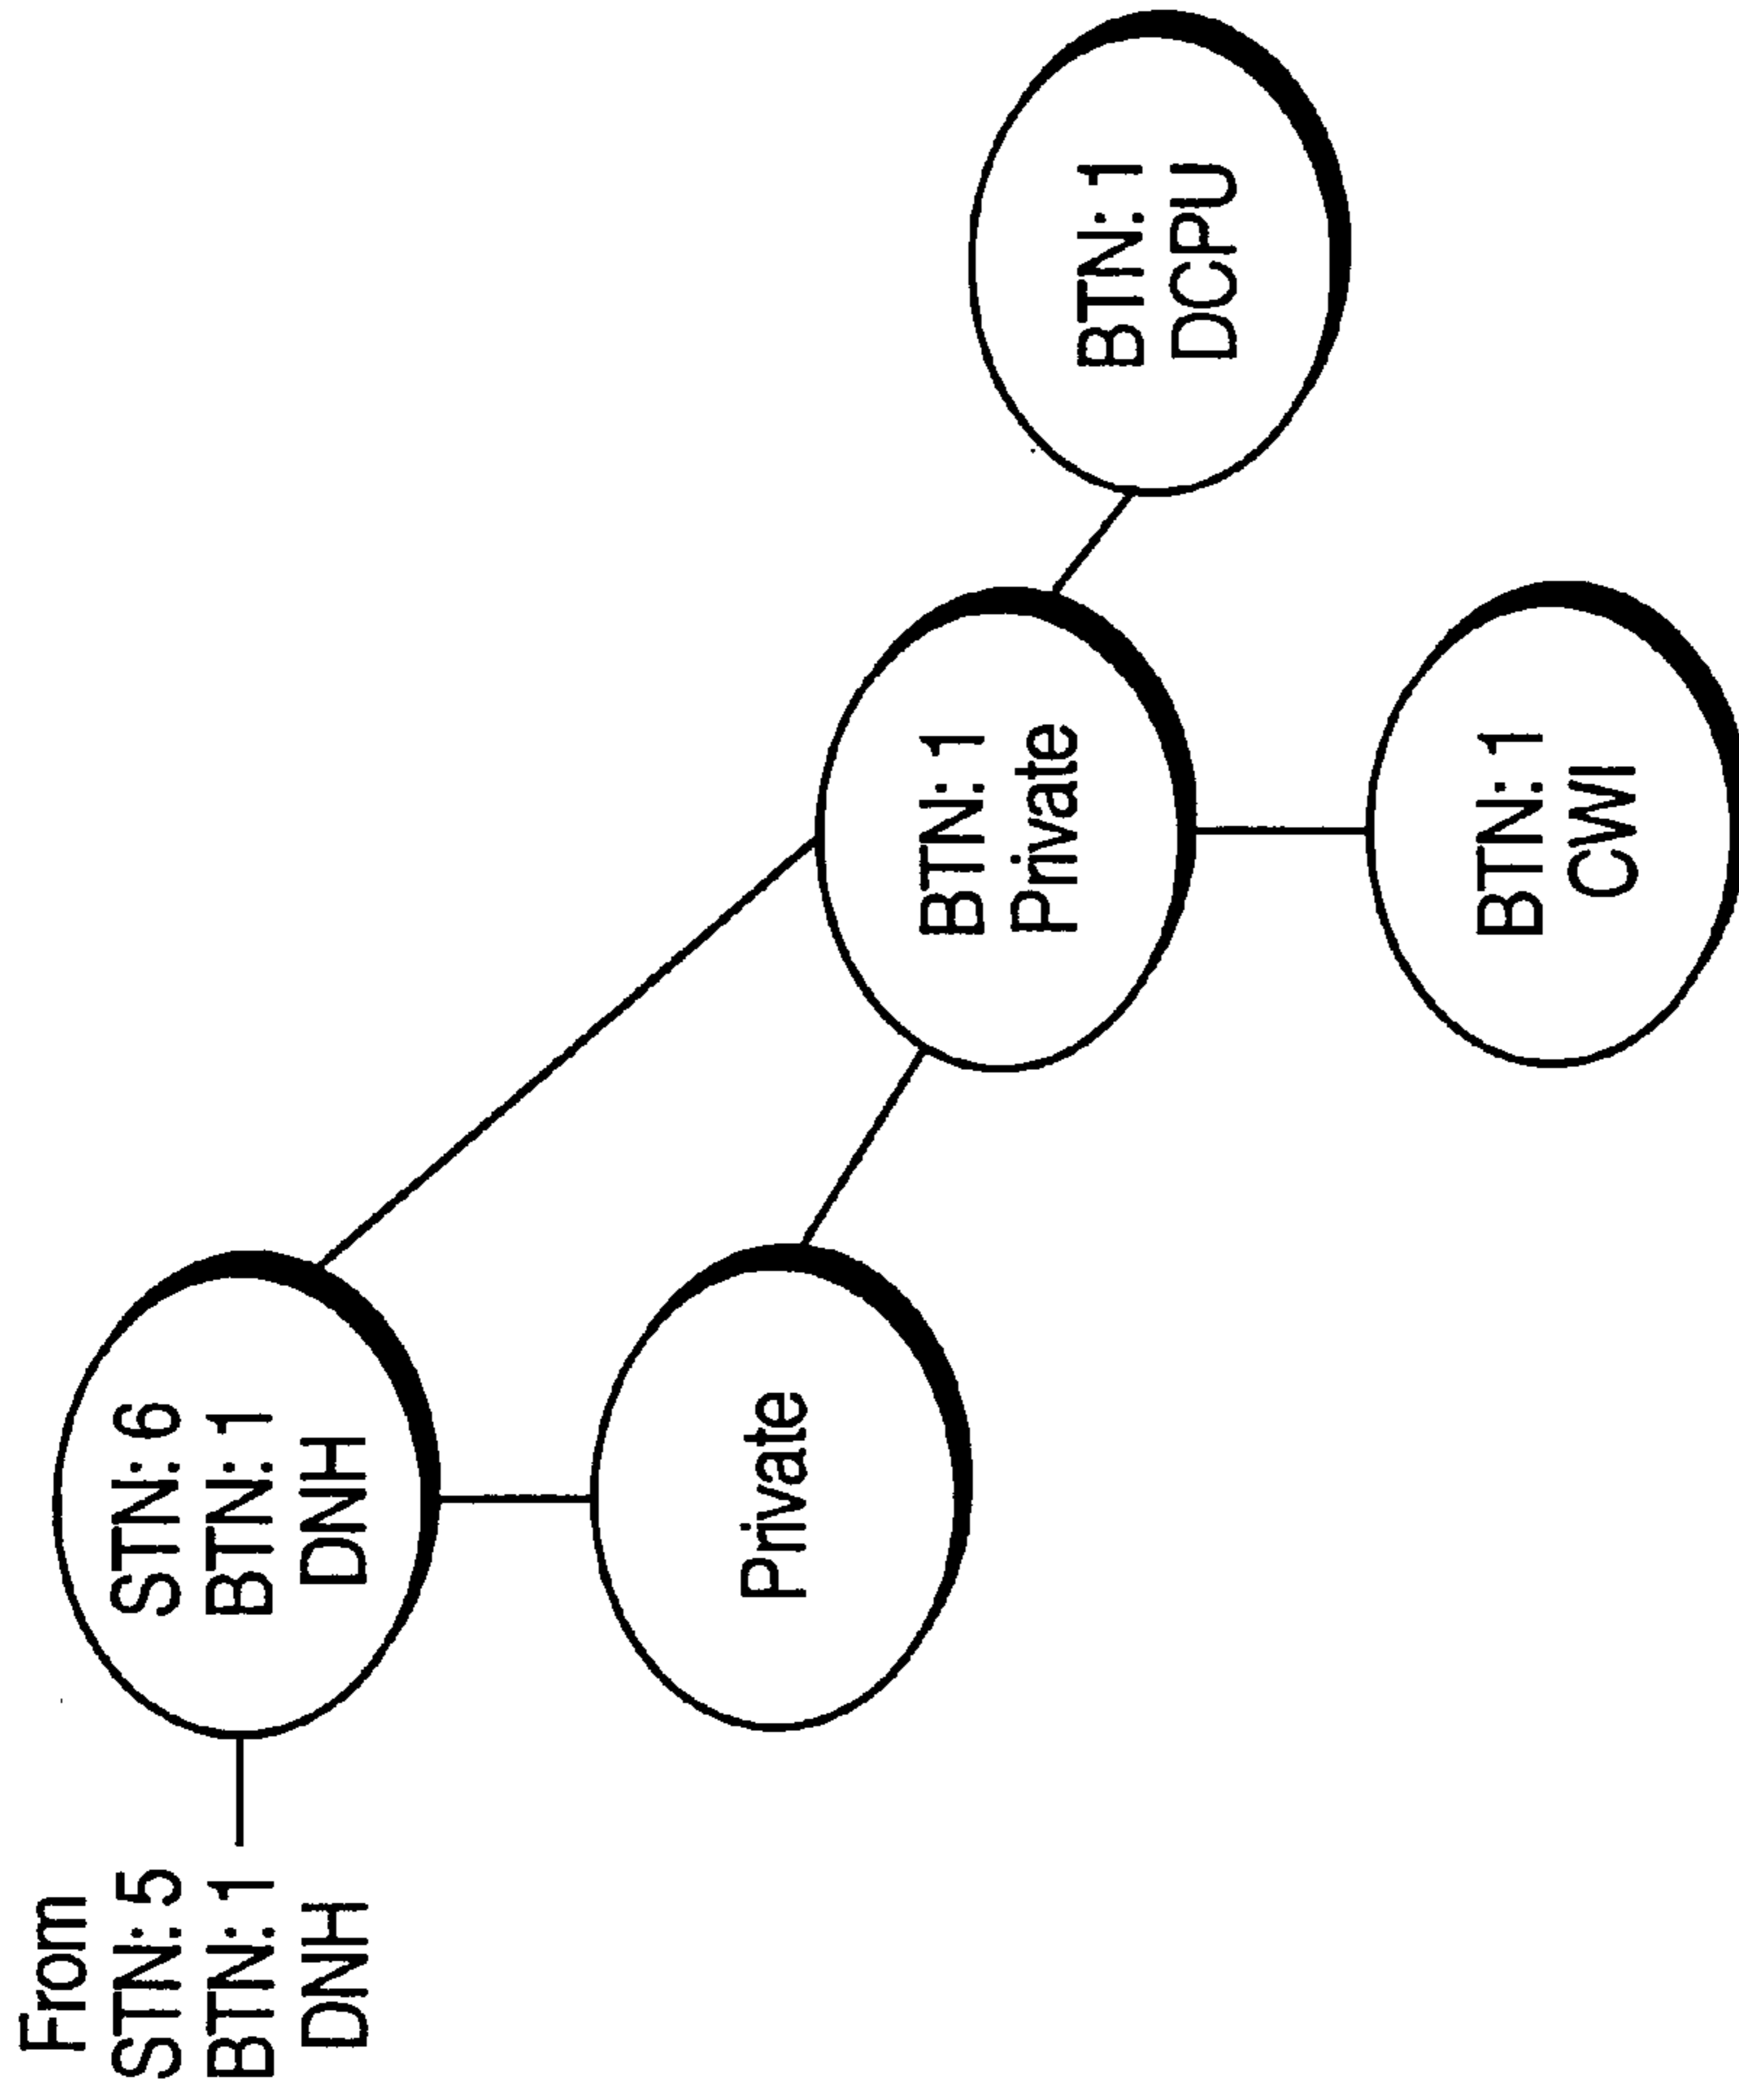 From
STN: 5
BTN: 1
DNH
STN: 6
BTN: 1
DNH
Private
BTN: 1
Private
BTN: 1
DCPU
BTN: 1
CWI